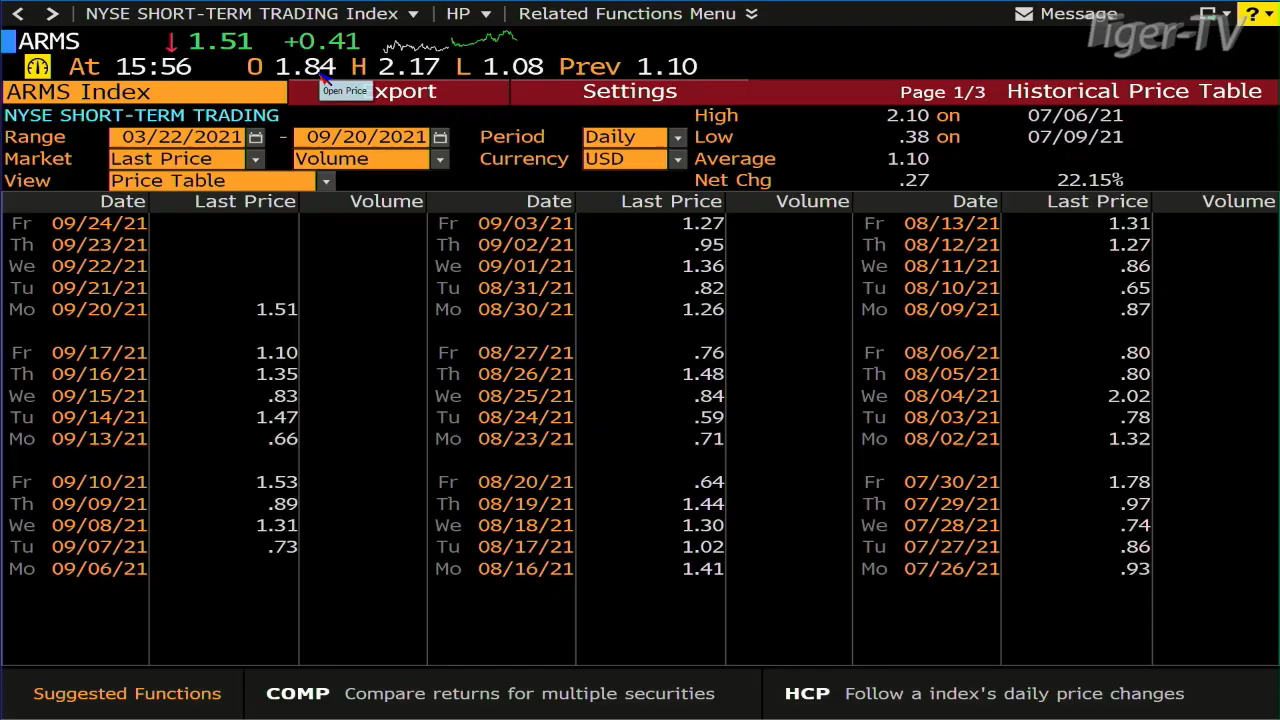 NYSE SHORT-TERM TRADING Index HP Related Functions Menu Message ?
Tiger-TV
ARMS 1.51 +0.41
At 15:56 O 1.84 H 2.17 L 1.08 Prev 1.10
Open Price
ARMS Index xport Settings Page 1/3 Historical Price Table
NYSE SHORT-TERM TRADING High 2.10 on 07/06/21
Range 03/22/2021 - 09/20/2021 Period Daily Low .38 on 07/09/21
Market Last Price Volume Currency USD Average 1.10
View Price Table Net Chg .27 22.15%
Date Last Price Volume Date Last Price Volume Date Last Price Volume
Fr 09/24/21 Fr 09/03/21 1.27 Fr 08/13/21 1.31
Th 09/23/21 Th 09/02/21 .95 Th 08/12/21 1.27
We 09/22/21 We 09/01/21 1.36 We 08/11/21 .86
Tu 09/21/21 Tu 08/31/21 .82 Tu 08/10/21 .65
Mo 09/20/21 1.51 Mo 08/30/21 1.26 Mo 08/09/21 .87
Fr 09/17/21 1.10 Fr 08/27/21 .76 Fr 08/06/21 .80
Th 09/16/21 1.35 Th 08/26/21 1.48 Th 08/05/21 .80
We 09/15/21 .83 We 08/25/21 .84 We 08/04/21 2.02
Tu 09/14/21 1.47 Tu 08/24/21 .59 Tu 08/03/21 .78
Mo 09/13/21 .66 Mo 08/23/21 .71 Mo 08/02/21 1.32
Fr 09/10/21 1.53 Fr 08/20/21 .64 Fr 07/30/21 1.78
Th 09/09/21 .89 Th 08/19/21 1.44 Th 07/29/21 .97
We 09/08/21 1.31 We 08/18/21 1.30 We 07/28/21 .74
Tu 09/07/21 .73 Tu 08/17/21 1.02 Tu 07/27/21 .86
Mo 09/06/21 Mo 08/16/21 1.41 Mo 07/26/21 .93
Suggested Functions COMP Compare returns for multiple securities HCP Follow a index's daily price changes